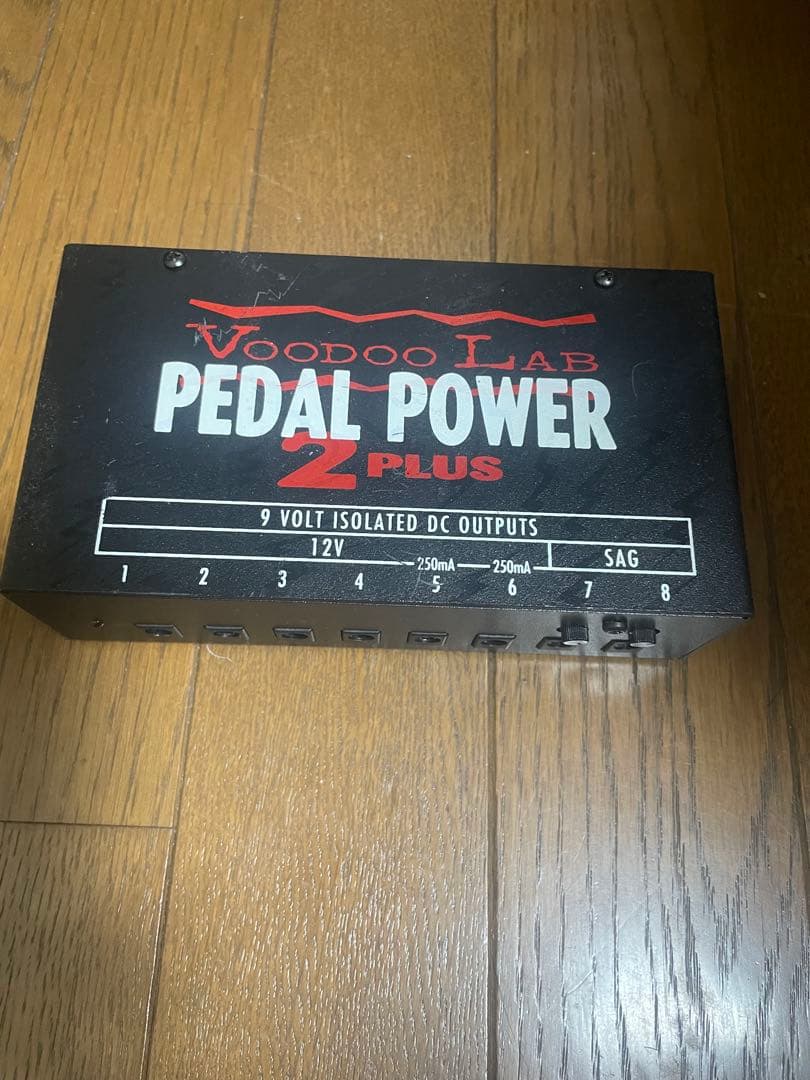 VOODOO LAB
PEDAL POWER
2 PLUS
9 VOLT ISOLATED DC OUTPUTS
12V 250mA 250mA SAG
1 2 3 4 5 6 7 8